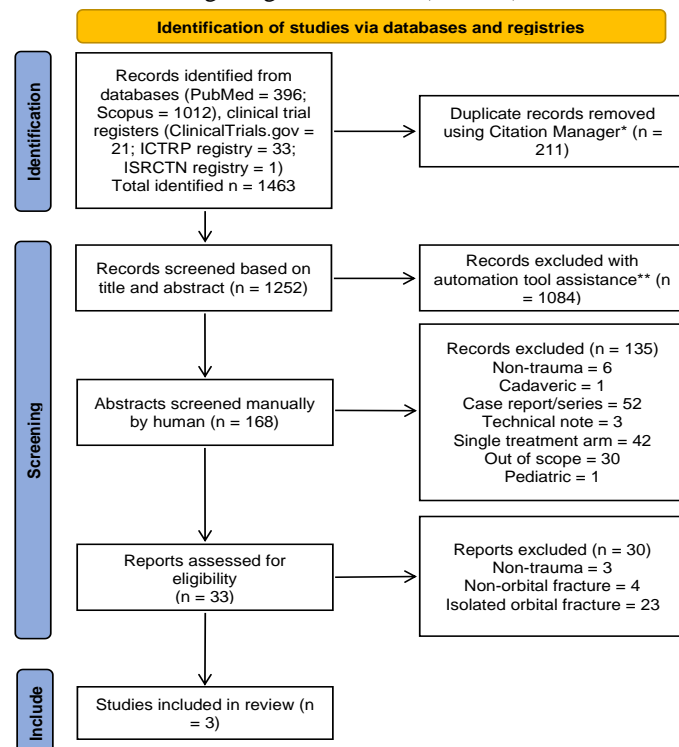 Identification of studies via databases and registries
Identification
Records identified from
databases (PubMed = 396;
Scopus = 1012), clinical trial
registers (ClinicalTrials.gov =
21; ICTRP registry = 33;
ISRCTN registry = 1)
Total identified n = 1463
Duplicate records removed
using Citation Manager* (n =
211)
Screening
Records screened based on
title and abstract (n = 1252)
Records excluded with
automation tool assistance** (n
= 1084)
Abstracts screened manually
by human (n = 168)
Records excluded (n = 135)
Non-trauma = 6
Cadaveric = 1
Case report/series = 52
Technical note = 3
Single treatment arm = 42
Out of scope = 30
Pediatric = 1
Reports assessed for
eligibility
(n = 33)
Reports excluded (n = 30)
Non-trauma = 3
Non-orbital fracture = 4
Isolated orbital fracture = 23
Include
Studies included in review (n
= 3)